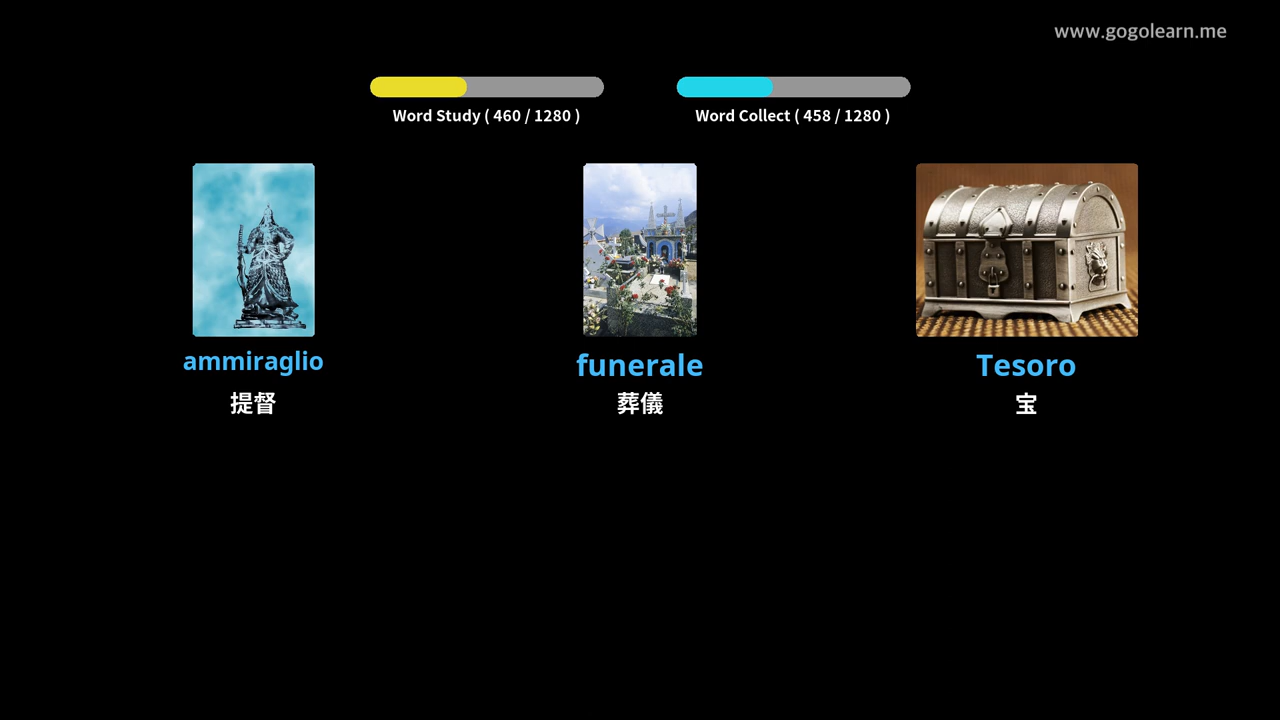 www.gogolearn.me
Word Study ( 460 / 1280 )
Word Collect ( 458 / 1280 )
ammiraglio
提督
funerale
葬儀
Tesoro
宝